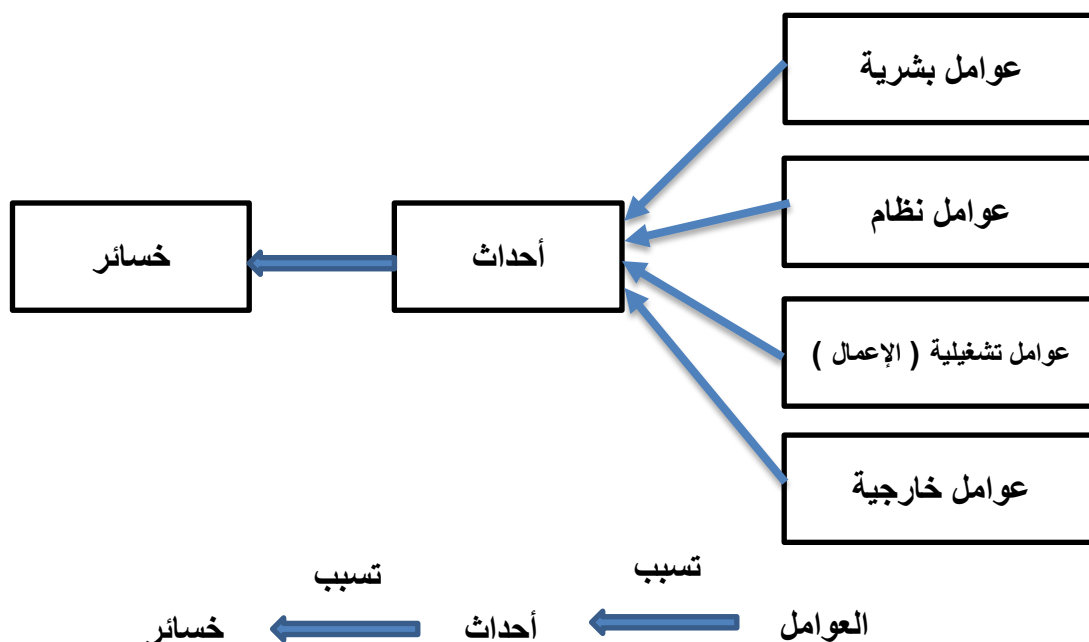 عوامل بشرية
عوامل نظام
عوامل تشغيلية ( الإعمال )
عوامل خارجية
أحداث
خسائر
تسبب
تسبب
العوامل
أحداث
خسائر